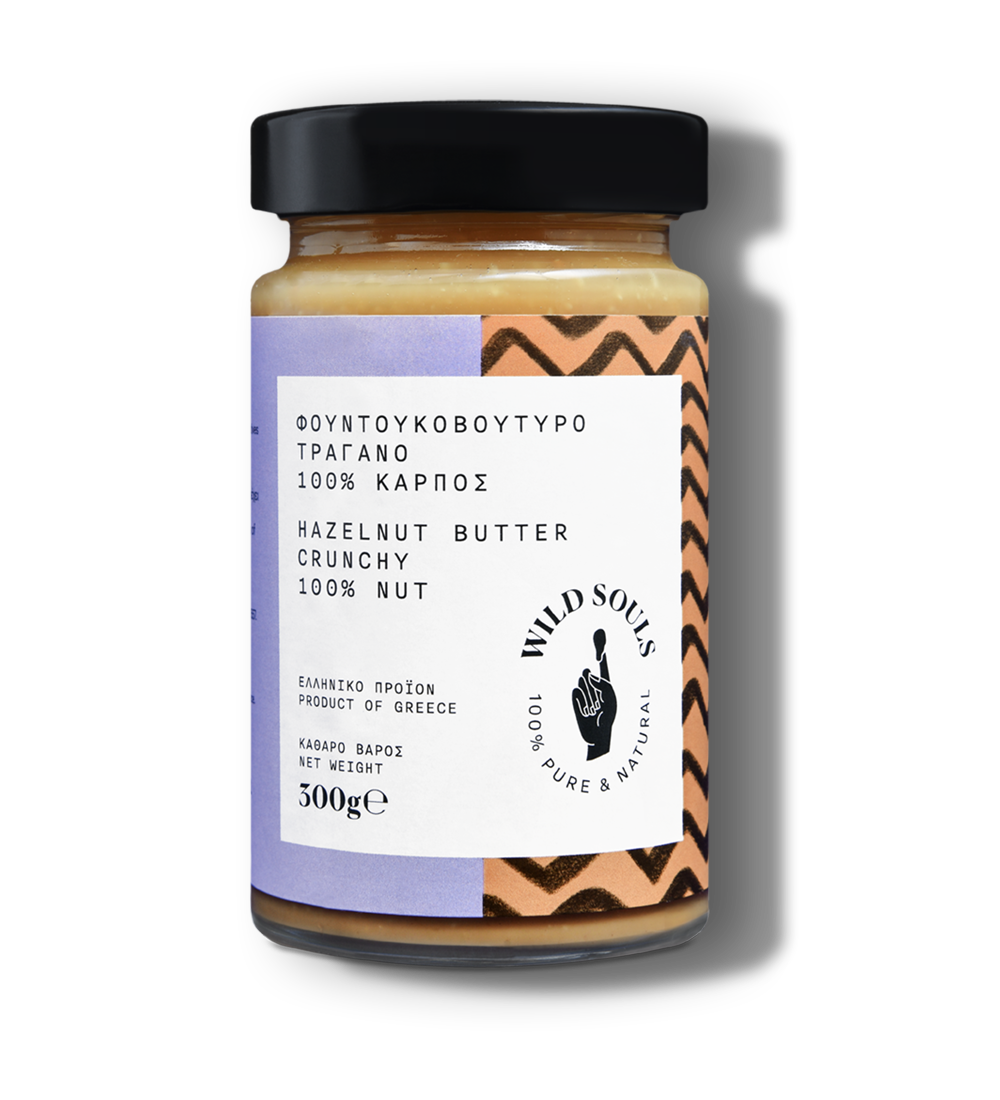 ΦΟΥΝΤΟΥΚΟΒΟΥΤΥΡΟ
ΤΡΑΓΑΝΟ
100% ΚΑΡΠΟΣ
HAZELNUT BUTTER
CRUNCHY
100% NUT
WILD SOULS
100% PURE & NATURAL
ΕΛΛΗΝΙΚΟ ΠΡΟΪΟΝ
PRODUCT OF GREECE
ΚΑΘΑΡΟ ΒΑΡΟΣ
NET WEIGHT
300g℮